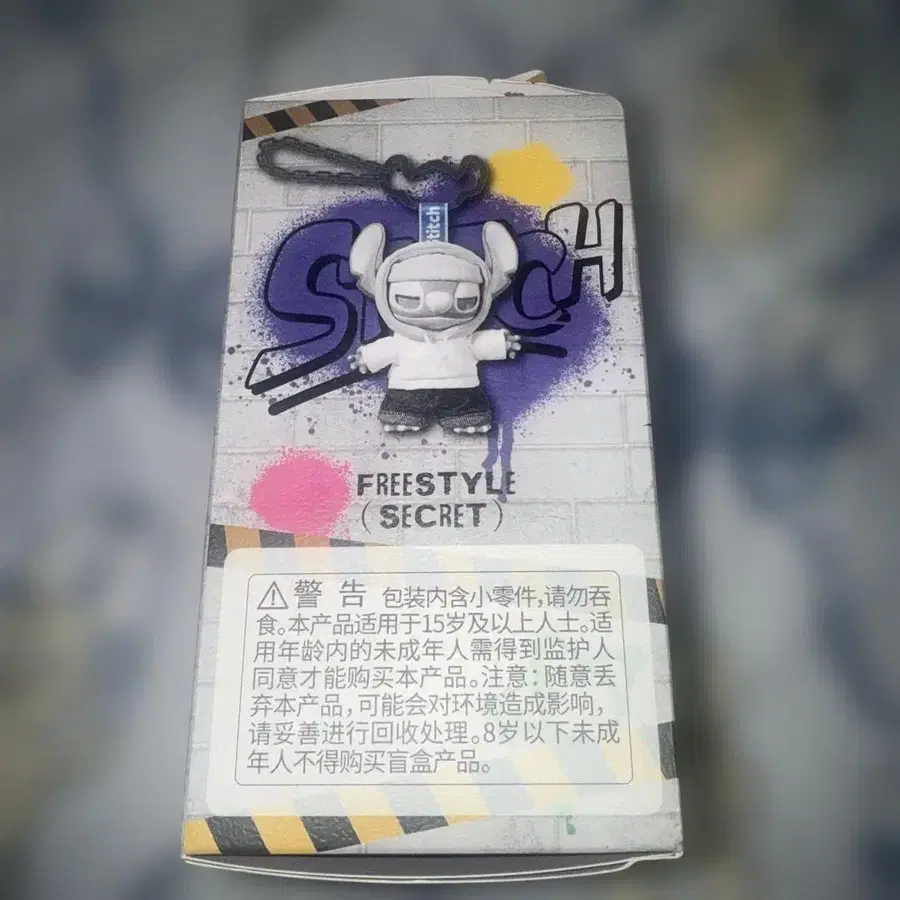 Stitch
STITCH
FREESTYLE
（SECRET）
⚠警 告 包装内含小零件,请勿吞
食。本产品适用于15岁及以上人士。适
用年龄内的未成年人需得到监护人
同意才能购买本产品。注意：随意丢
弃本产品，可能会对环境造成影响，
请妥善进行回收处理。8岁以下未成
年人不得购买盲盒产品。